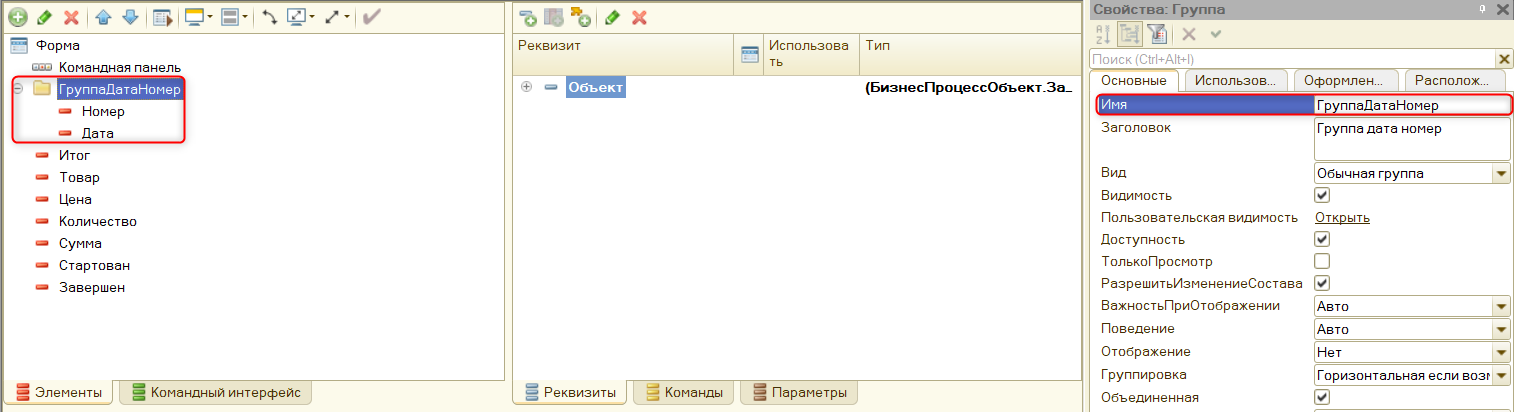 Форма
Командная панель
ГруппаДатаНомер
Номер
Дата
Итог
Товар
Цена
Количество
Сумма
Стартован
Завершен
Элементы
Командный интерфейс
Реквизит
Использова
ть
Тип
Объект
(БизнесПроцессОбъект.За...
Реквизиты
Команды
Параметры
Свойства: Группа
Поиск (Ctrl+Alt+I)
Основные
Использов...
Оформлен...
Располож...
Имя ГруппаДатаНомер
Заголовок Группа дата номер
Вид Обычная группа
Видимость
Пользовательская видимость Открыть
Доступность
ТолькоПросмотр
РазрешитьИзменениеСостава
ВажностьПриОтображении Авто
Поведение Авто
Отображение Нет
Группировка Горизонтальная если возм
Объединенная